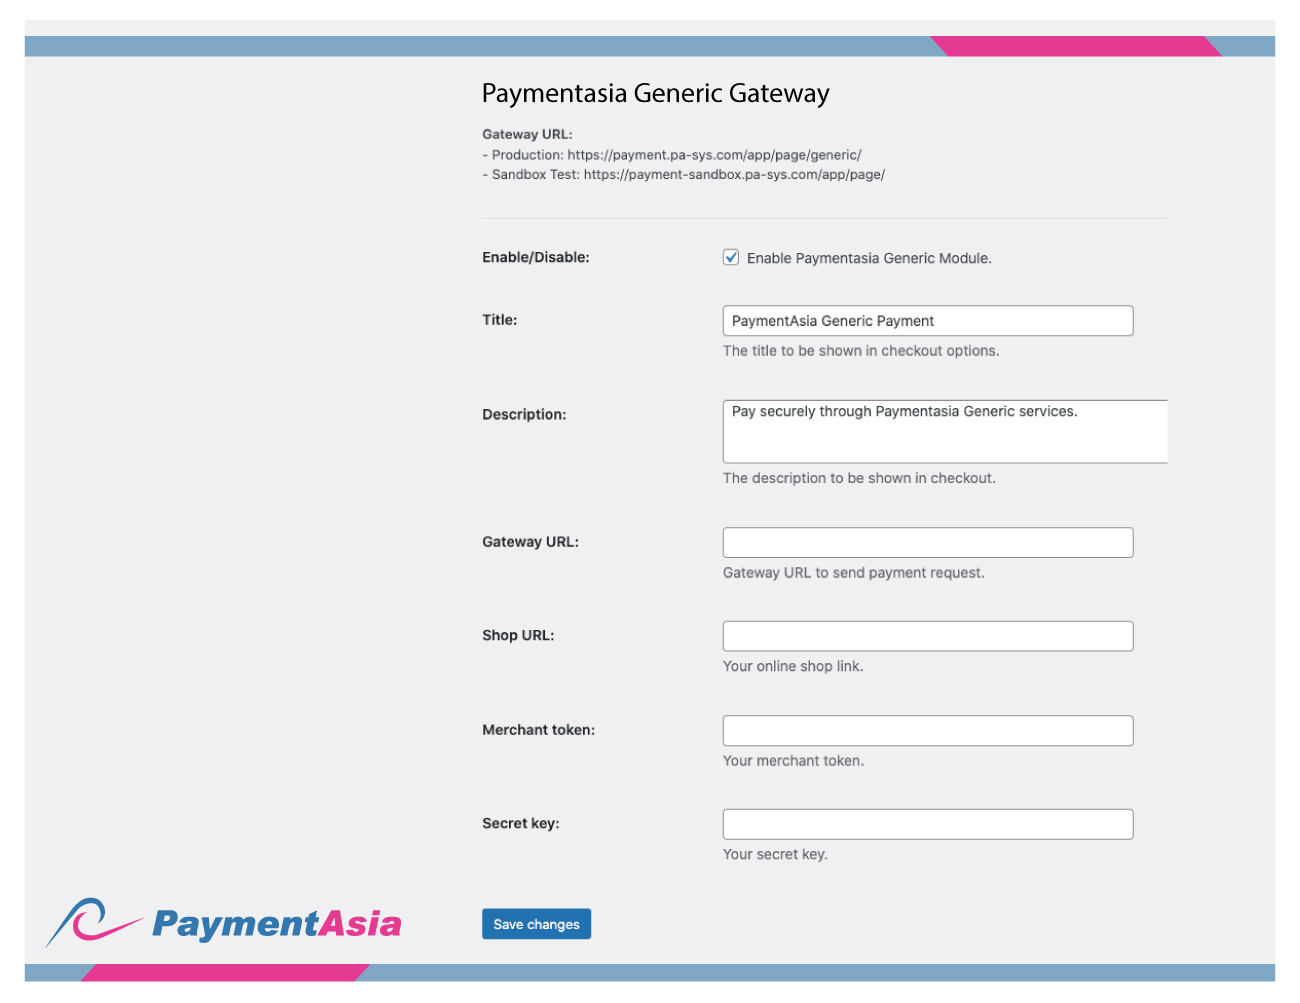 Paymentasia Generic Gateway
Gateway URL:
- Production: https://payment.pa-sys.com/app/page/generic/
- Sandbox Test: https://payment-sandbox.pa-sys.com/app/page/
Enable/Disable:
Enable Paymentasia Generic Module.
Title:
PaymentAsia Generic Payment
The title to be shown in checkout options.
Description:
Pay securely through Paymentasia Generic services.
The description to be shown in checkout.
Gateway URL:
Gateway URL to send payment request.
Shop URL:
Your online shop link.
Merchant token:
Your merchant token.
Secret key:
Your secret key.
PaymentAsia
Save changes